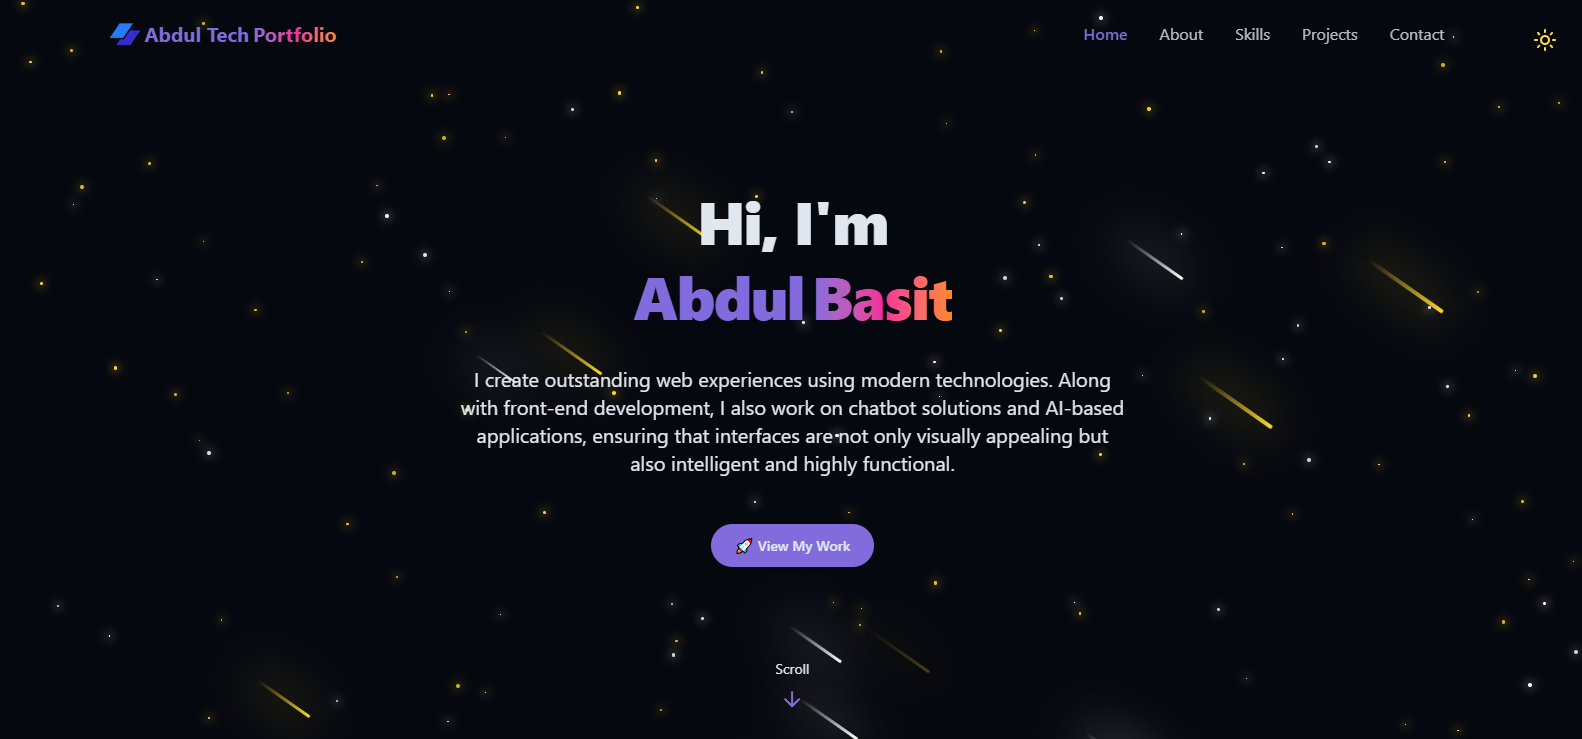 Abdul Tech Portfolio
Home About Skills Projects Contact
Hi, I'm
Abdul Basit
I create outstanding web experiences using modern technologies. Along
with front-end development, I also work on chatbot solutions and AI-based
applications, ensuring that interfaces are not only visually appealing but
also intelligent and highly functional.
🚀 View My Work
Scroll